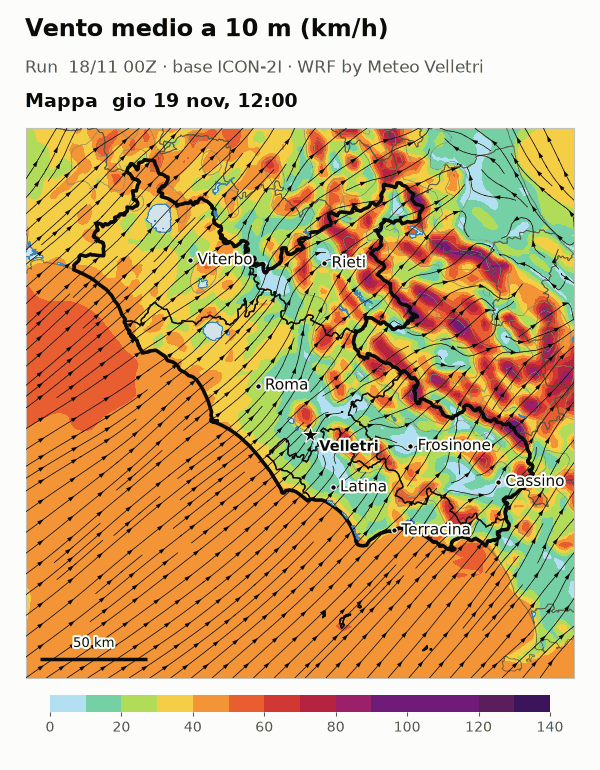 Vento medio a 10 m (km/h)
Run  18/11 00Z · base ICON-2I · WRF by Meteo Velletri
Mappa  gio 19 nov, 12:00
Viterbo
Rieti
Roma
Velletri
Frosinone
Cassino
Latina
Terracina
50 km
0 20 40 60 80 100 120 140